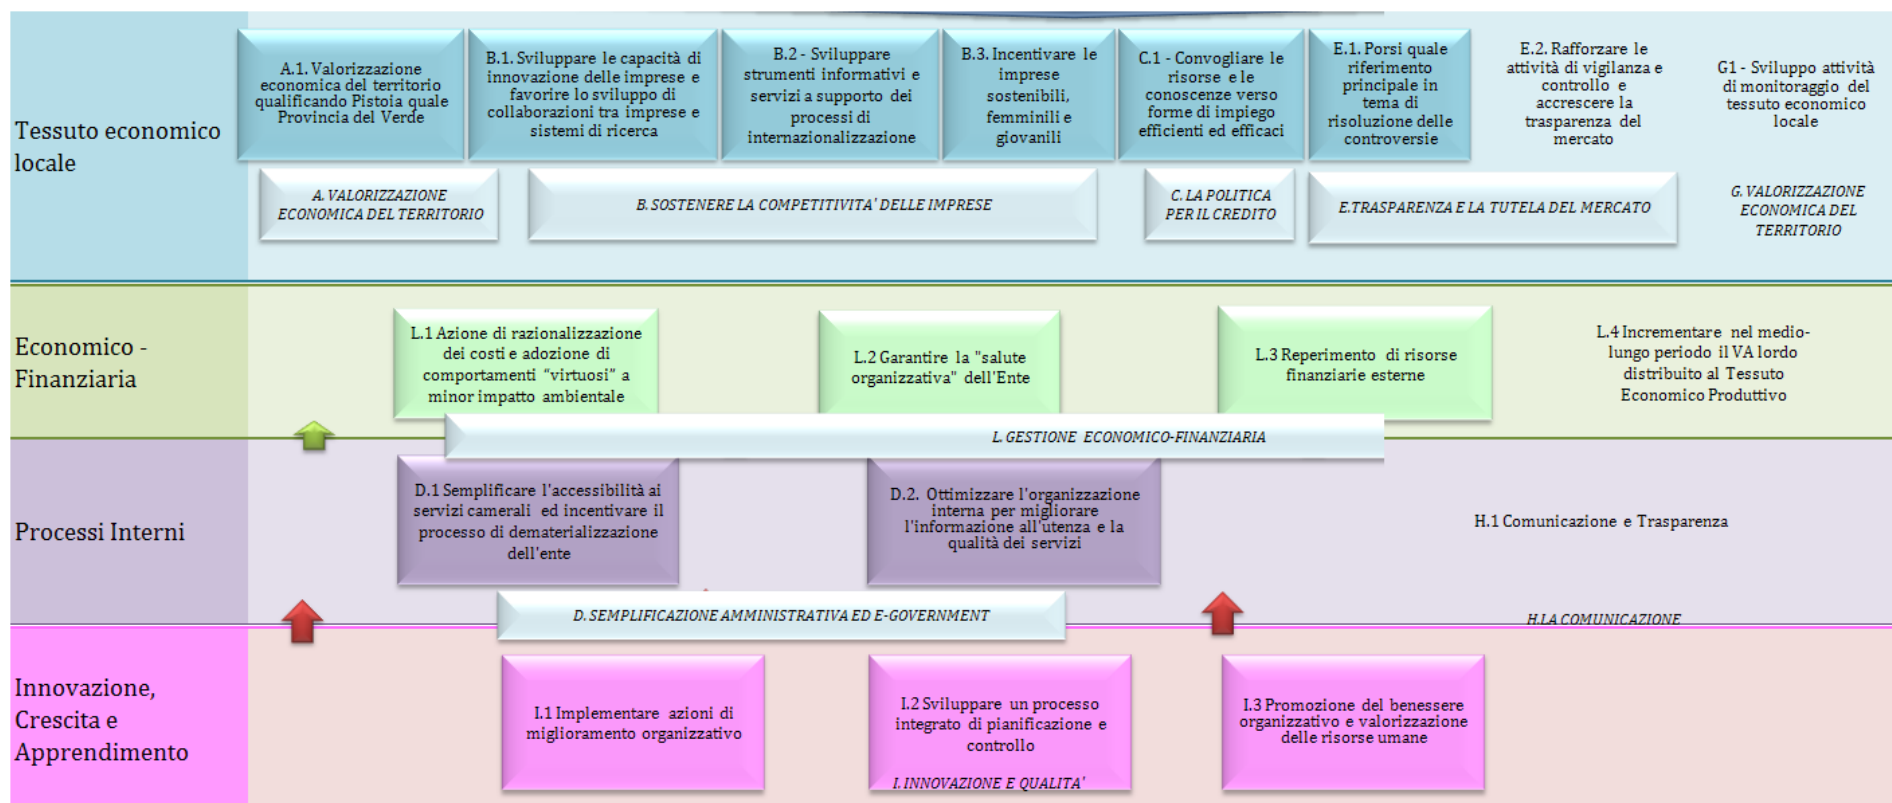 Tessuto economico
locale
A.1. Valorizzazione
economica del territorio
qualificando Pistoia quale
Provincia del Verde
B.1. Sviluppare le capacità di
innovazione delle imprese e
favorire lo sviluppo di
collaborazioni tra imprese e
sistemi di ricerca
B.2 - Sviluppare
strumenti informativi e
servizi a supporto dei
processi di
internazionalizzazione
B.3. Incentivare le
imprese
sostenibili,
femminili e
giovanili
C.1 - Convogliare le
risorse e le
conoscenze verso
forme di impiego
efficienti ed efficaci
E.1. Porsi quale
riferimento
principale in
tema di
risoluzione delle
controversie
E.2. Rafforzare le
attività di vigilanza e
controllo e
accrescere la
trasparenza del
mercato
G1 - Sviluppo attività
di monitoraggio del
tessuto economico
locale
A. VALORIZZAZIONE
ECONOMICA DEL TERRITORIO
B. SOSTENERE LA COMPETITIVITA' DELLE IMPRESE
C. LA POLITICA
PER IL CREDITO
E.TRASPARENZA E LA TUTELA DEL MERCATO
G. VALORIZZAZIONE
ECONOMICA DEL
TERRITORIO
Economico -
Finanziaria
L.1 Azione di razionalizzazione
dei costi e adozione di
comportamenti “virtuosi” a
minor impatto ambientale
L.2 Garantire la "salute
organizzativa" dell'Ente
L.3 Reperimento di risorse
finanziarie esterne
L.4 Incrementare nel medio-
lungo periodo il VA lordo
distribuito al Tessuto
Economico Produttivo
L. GESTIONE ECONOMICO-FINANZIARIA
Processi Interni
D.1 Semplificare l'accessibilità ai
servizi camerali ed incentivare il
processo di dematerializzazione
dell'ente
D.2. Ottimizzare l'organizzazione
interna per migliorare
l'informazione all'utenza e la
qualità dei servizi
H.1 Comunicazione e Trasparenza
D. SEMPLIFICAZIONE AMMINISTRATIVA ED E-GOVERNMENT
H.LA COMUNICAZIONE
Innovazione,
Crescita e
Apprendimento
I.1 Implementare azioni di
miglioramento organizzativo
I.2 Sviluppare un processo
integrato di pianificazione e
controllo
I.3 Promozione del benessere
organizzativo e valorizzazione
delle risorse umane
I. INNOVAZIONE E QUALITA'